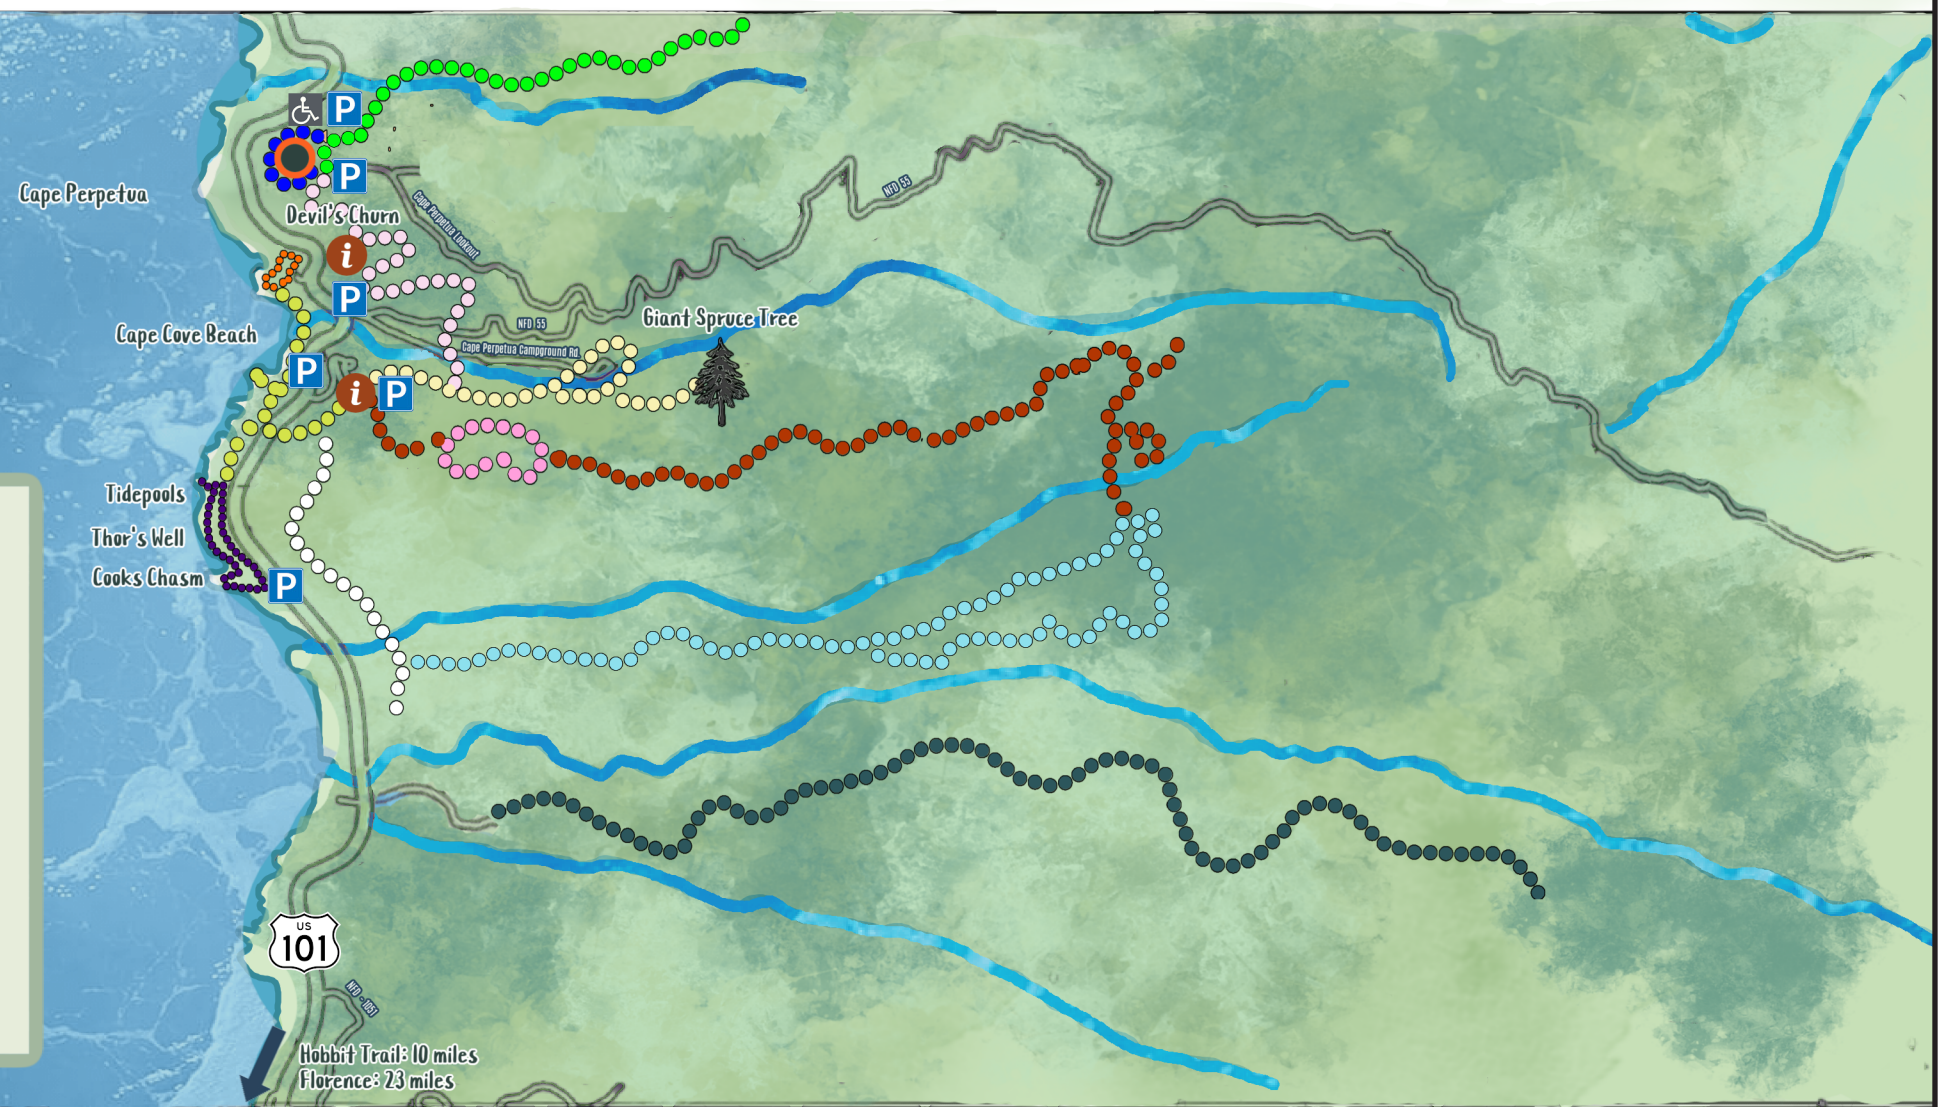 P
Cape Perpetua
P
Devil's Churn
Cape Perpetua Lookout
NFD 55
i
P
Cape Cove Beach
NFD 55
Giant Spruce Tree
Cape Perpetua Campground Rd.
P
i
P
Tidepools
Thor's Well
Cooks Chasm
P
US
101
NFD - 1051
Hobbit Trail: 10 miles
Florence: 23 miles